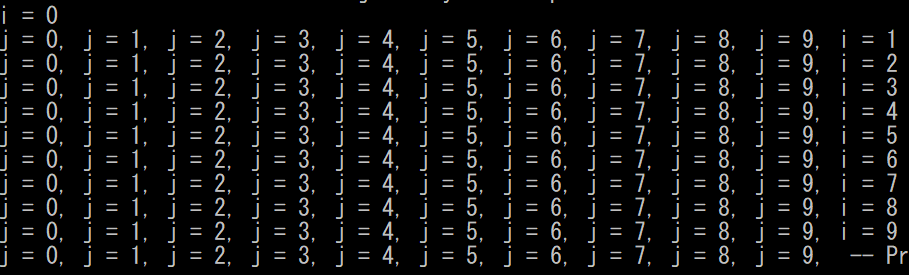 i = 0
j = 0, j = 1, j = 2, j = 3, j = 4, j = 5, j = 6, j = 7, j = 8, j = 9, i = 1
j = 0, j = 1, j = 2, j = 3, j = 4, j = 5, j = 6, j = 7, j = 8, j = 9, i = 2
j = 0, j = 1, j = 2, j = 3, j = 4, j = 5, j = 6, j = 7, j = 8, j = 9, i = 3
j = 0, j = 1, j = 2, j = 3, j = 4, j = 5, j = 6, j = 7, j = 8, j = 9, i = 4
j = 0, j = 1, j = 2, j = 3, j = 4, j = 5, j = 6, j = 7, j = 8, j = 9, i = 5
j = 0, j = 1, j = 2, j = 3, j = 4, j = 5, j = 6, j = 7, j = 8, j = 9, i = 6
j = 0, j = 1, j = 2, j = 3, j = 4, j = 5, j = 6, j = 7, j = 8, j = 9, i = 7
j = 0, j = 1, j = 2, j = 3, j = 4, j = 5, j = 6, j = 7, j = 8, j = 9, i = 8
j = 0, j = 1, j = 2, j = 3, j = 4, j = 5, j = 6, j = 7, j = 8, j = 9, i = 9
j = 0, j = 1, j = 2, j = 3, j = 4, j = 5, j = 6, j = 7, j = 8, j = 9, -- Pr